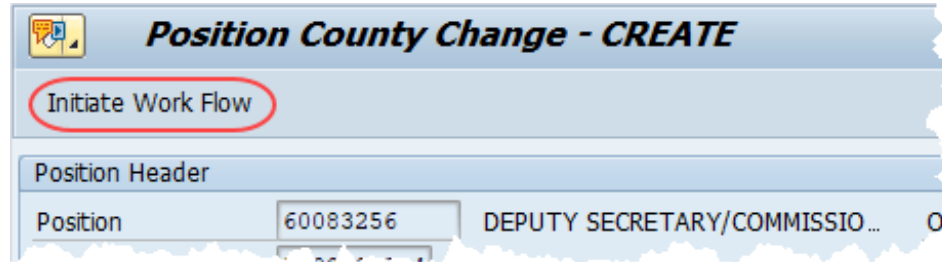 Position County Change - CREATE
Initiate Work Flow
Position Header
Position 60083256 DEPUTY SECRETARY/COMMISSIO...